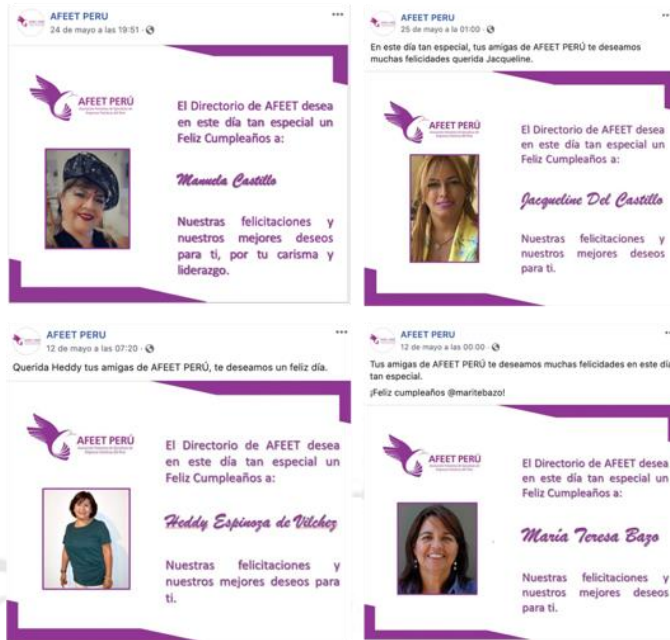 AFEET PERU
24 de mayo a las 19:51
AFEET PERÚ
El Directorio de AFEET desea
en este día tan especial un
Feliz Cumpleaños a:
Manuela Castillo
Nuestras felicitaciones y
nuestros mejores deseos
para ti, por tu carisma y
liderazgo.
AFEET PERU
25 de mayo a la 01:00
En este día tan especial, tus amigas de AFEET PERÚ te deseamos
muchas felicidades querida Jacqueline.
AFEET PERÚ
El Directorio de AFEET desea
en este día tan especial un
Feliz Cumpleaños a:
Jacqueline Del Castillo
Nuestras felicitaciones y
nuestros mejores deseos
para ti.
AFEET PERU
12 de mayo a las 07:20
Querida Heddy tus amigas de AFEET PERÚ, te deseamos un feliz día.
AFEET PERÚ
El Directorio de AFEET desea
en este día tan especial un
Feliz Cumpleaños a:
Heddy Espinoza de Vilchez
Nuestras felicitaciones y
nuestros mejores deseos para
ti.
AFEET PERU
12 de mayo a las 00:00
Tus amigas de AFEET PERÚ te deseamos muchas felicidades en este día
tan especial.
¡Feliz cumpleaños @maritebazo!
AFEET PERÚ
El Directorio de AFEET desea
en este día tan especial un
Feliz Cumpleaños a:
María Teresa Bazo
Nuestras felicitaciones y
nuestros mejores deseos
para ti.